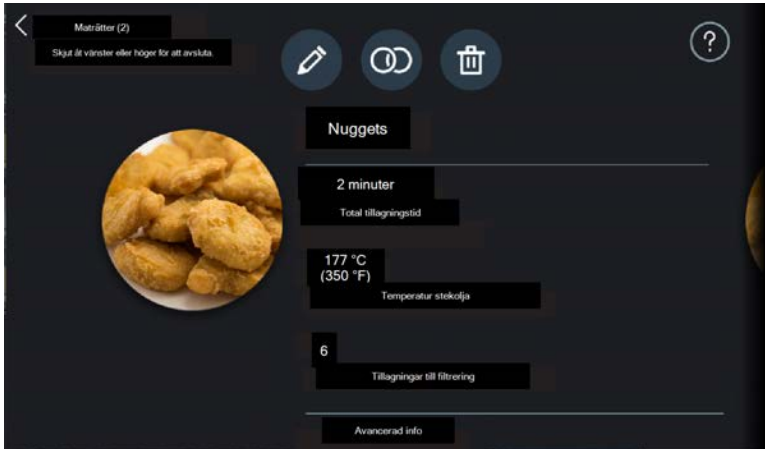 Maträtter (2)
Skjut åt vänster eller höger för att avsluta.
?
Nuggets
2 minuter
Total tillagningstid
177 °C
(350 °F)
Temperatur stekolja
6
Tillagningar till filtrering
Avancerad info